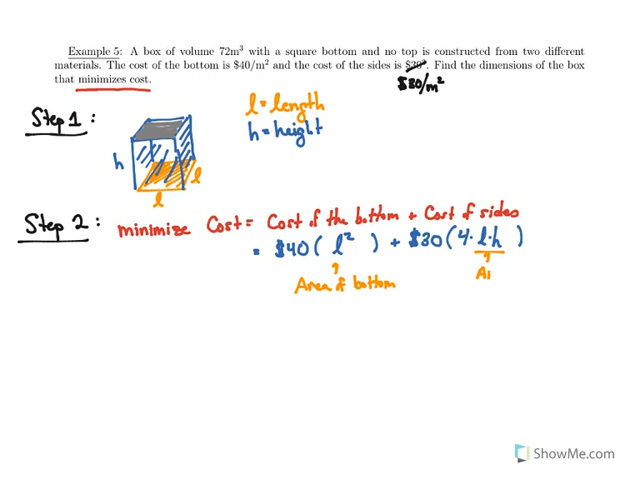 Example 5: A box of volume 72m³ with a square bottom and no top is constructed from two different
materials. The cost of the bottom is $40/m² and the cost of the sides is $30². Find the dimensions of the box
that minimizes cost.
$30/m²
Step 1:
l = length
h = height
h
l
l
Step 2: minimize Cost = Cost of the bottom + Cost of sides
= $40( l² ) + $30( 4·l·h )
↑ ↑
Area of bottom Ar
ShowMe.com